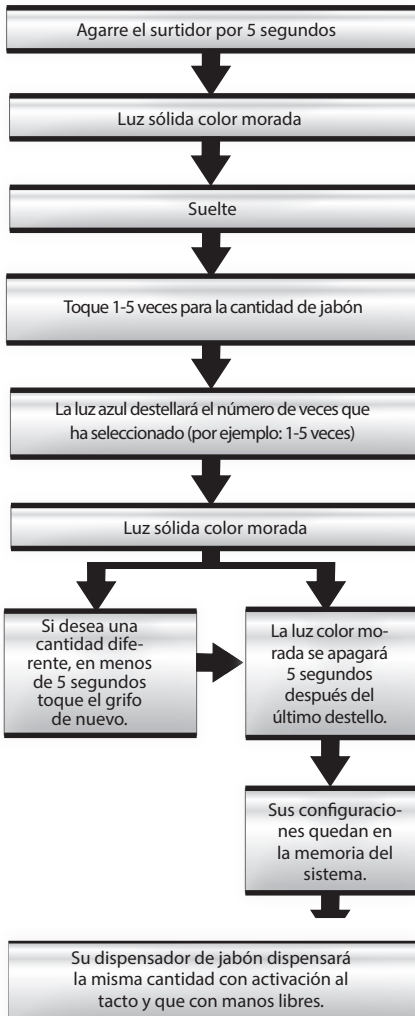 Agarre el surtidor por 5 segundos
Luz sólida color morada
Suelte
Toque 1-5 veces para la cantidad de jabón
La luz azul destellará el número de veces que
ha seleccionado (por ejemplo: 1-5 veces)
Luz sólida color morada
Si desea una
cantidad dife-
rente, en menos
de 5 segundos
toque el grifo
de nuevo.
La luz color mo-
rada se apagará
5 segundos
después del
último destello.
Sus configuracio-
nes quedan en
la memoria del
sistema.
Su dispensador de jabón dispensará
la misma cantidad con activación al
tacto y que con manos libres.